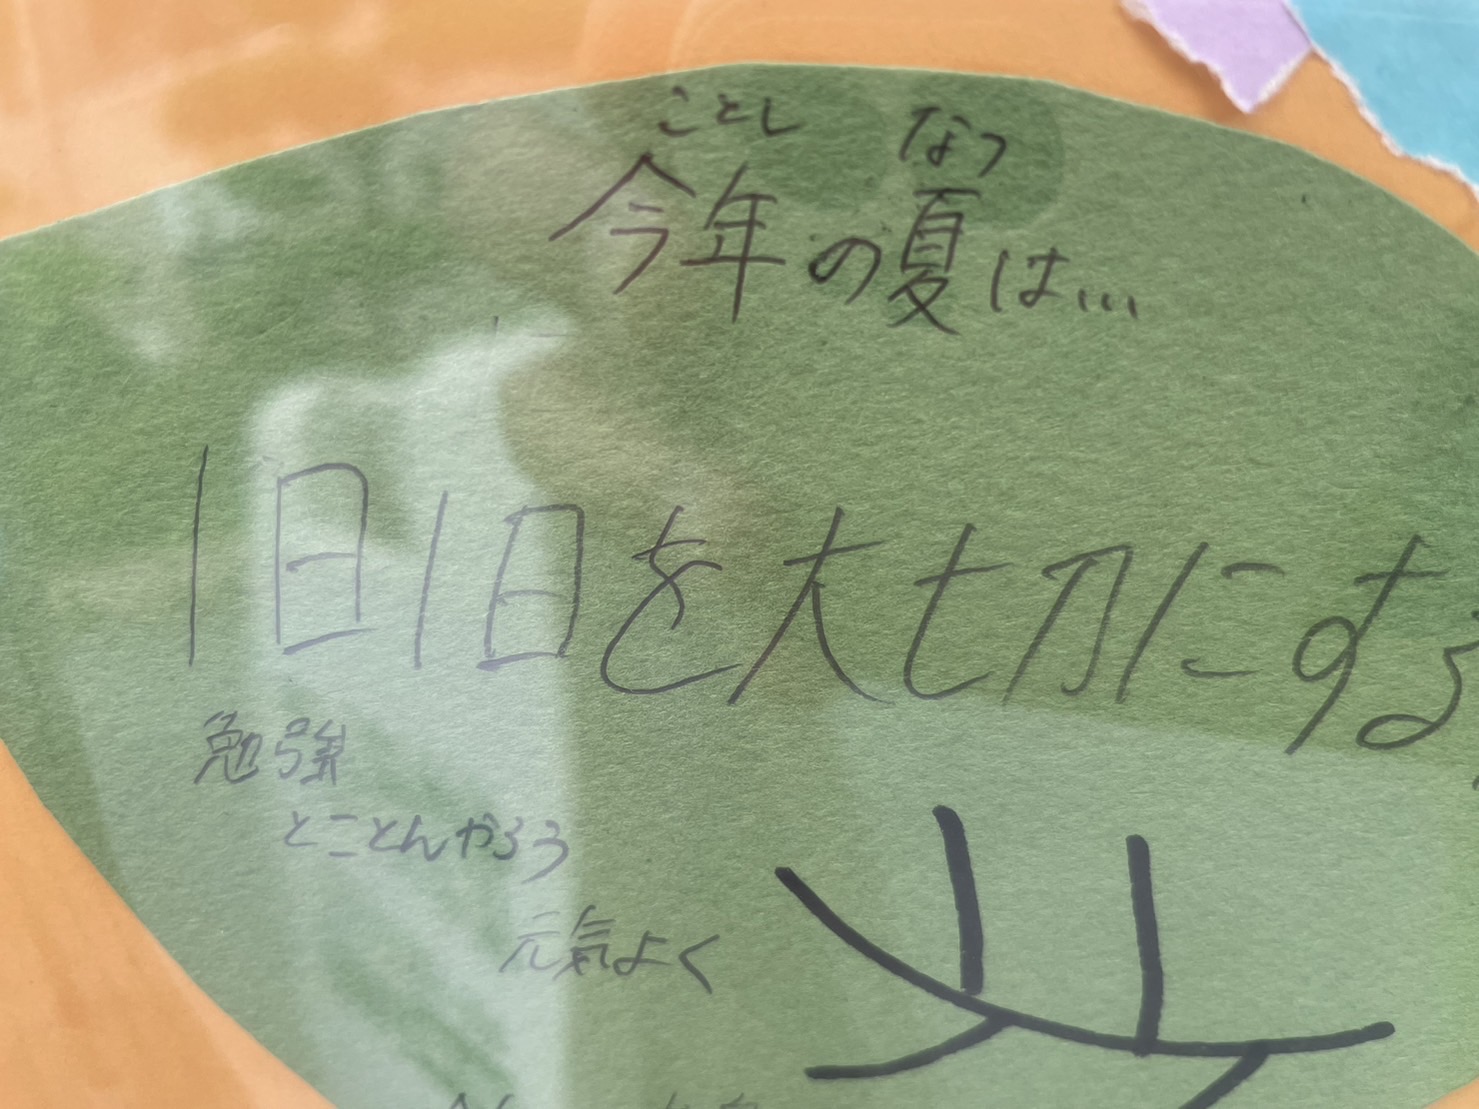 ことし なつ
今年の夏は...
1日1日を大切にする
勉強
とことんやろう
元気よく